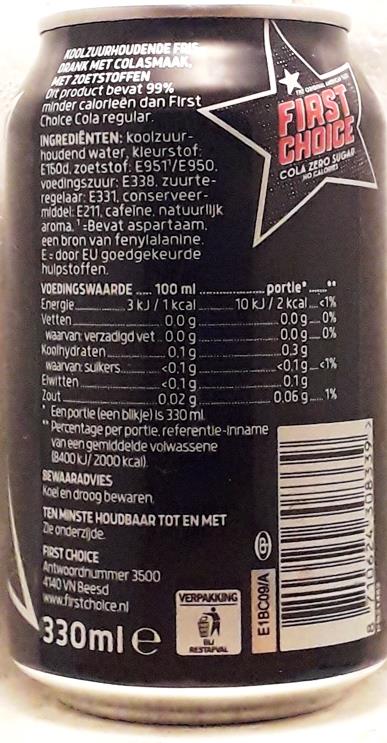 KOOLZUURHOUDENDE FRIS-
DRANK MET COLASMAAK,
MET ZOETSTOFFEN
Dit product bevat 99%
minder calorieën dan First
Choice Cola regular.
INGREDIËNTEN: koolzuur-
houdend water, kleurstof:
E150d, zoetstof: E951¹/E950,
voedingszuur: E338, zuurte-
regelaar: E331, conserveer-
middel: E211, cafeïne, natuurlijk
aroma. ¹=Bevat aspartaam,
een bron van fenylalanine.
E = door EU goedgekeurde
hulpstoffen.
THE ORIGINAL AMERICAN TASTE
FIRST
CHOICE
COLA ZERO SUGAR
NO CALORIES
VOEDINGSWAARDE ..... 100 ml .................. portie* ..... **
Energie ............ 3 kJ / 1 kcal ............ 10 kJ / 2 kcal .... <1%
Vetten ............ 0.0 g ............ 0.0 g .... 0%
waarvan: verzadigd vet .. 0.0 g ............ 0.0 g .... 0%
Koolhydraten ............ 0.1 g ............ 0.3 g
waarvan: suikers ............ <0.1 g ............ <0.1 g .... <1%
Eiwitten ............ <0.1 g ............ 0.1 g
Zout ............ 0.02 g ............ 0.06 g .... 1%
* Een portie (een blikje) is 330 ml.
** Percentage per portie, referentie-inname
van een gemiddelde volwassene
(8400 kJ / 2000 kcal).
BEWAARADVIES
Koel en droog bewaren.
TEN MINSTE HOUDBAAR TOT EN MET
Zie onderzijde.
FIRST CHOICE
Antwoordnummer 3500
4140 VN Beesd
www.firstchoice.nl
330ml e
VERPAKKING
BIJ
RESTAFVAL
E1BC09/A
8 710624 308339 >